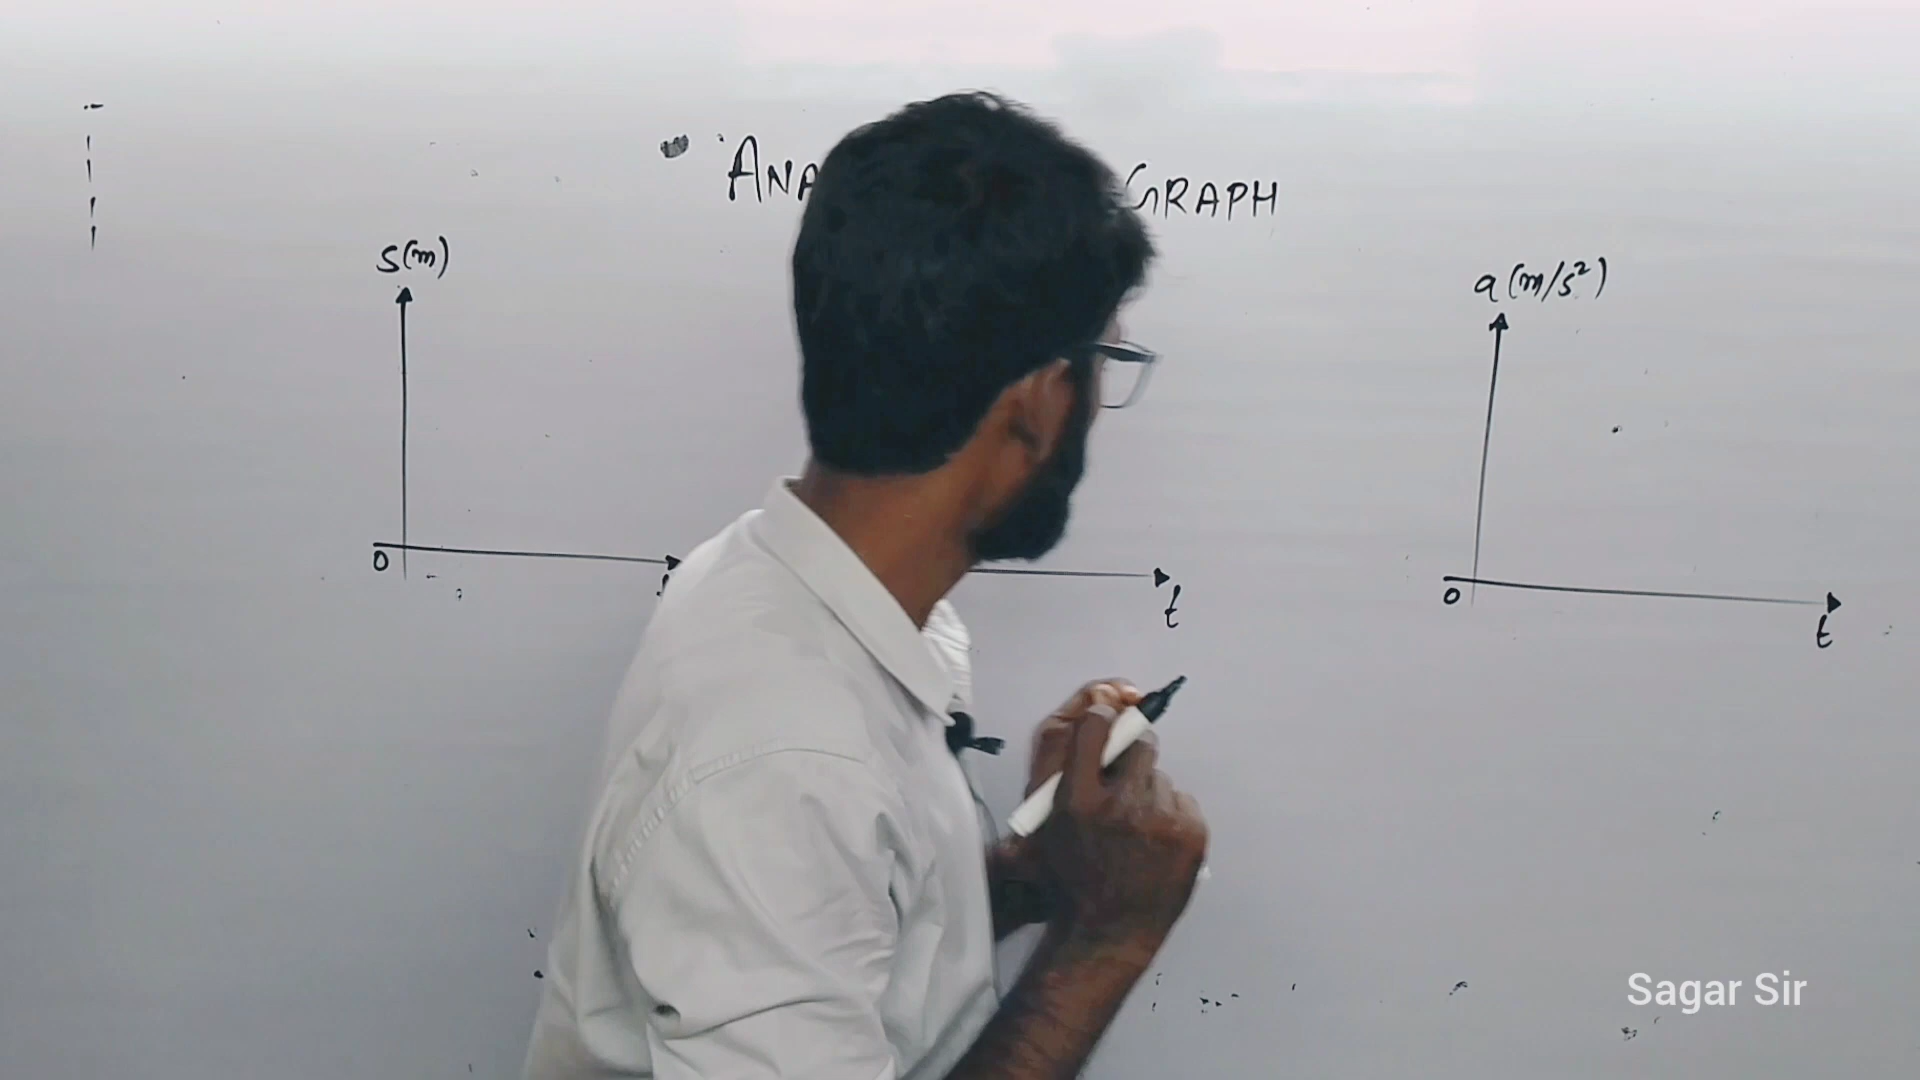 ANA GRAPH
S(m)
a (m/s²)
0
t
0
t
Sagar Sir